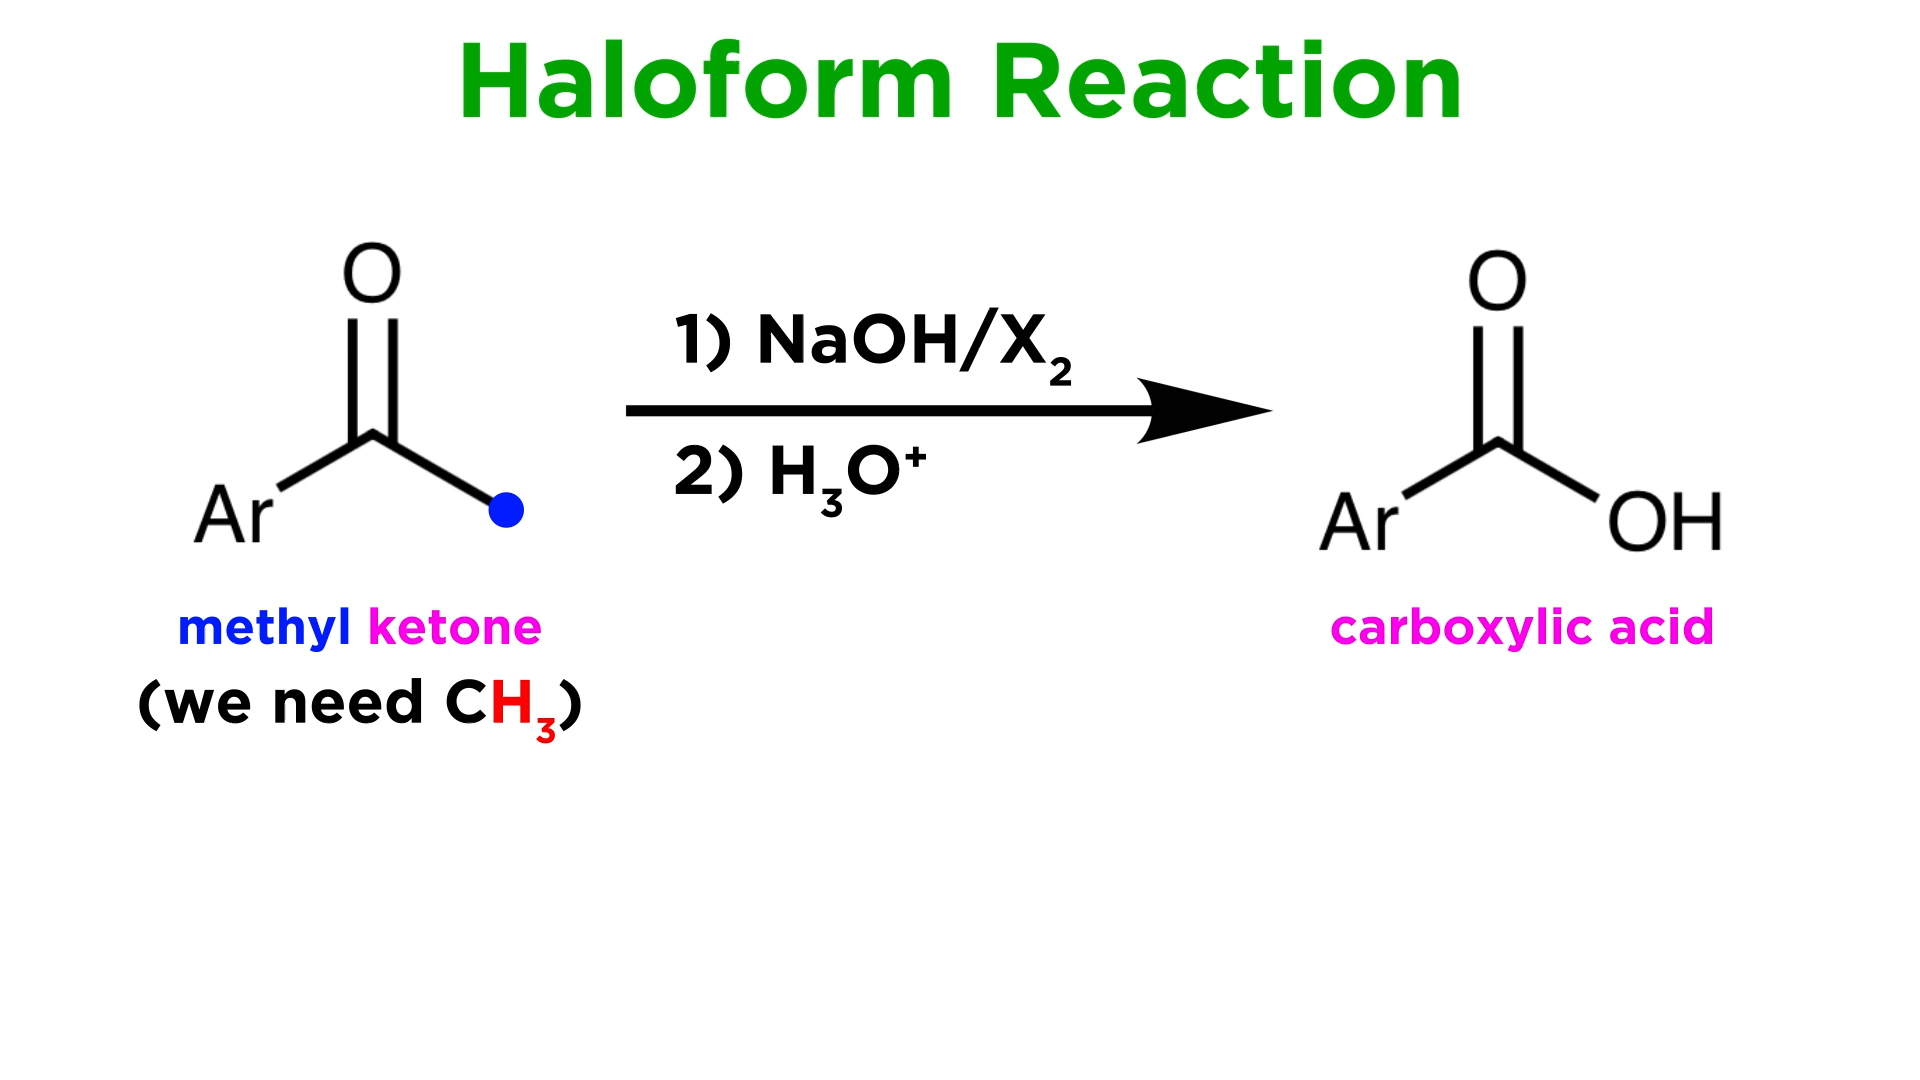 Haloform Reaction
O
Ar
methyl ketone
(we need CH₃)
1) NaOH/X₂
2) H₃O⁺
O
Ar
OH
carboxylic acid